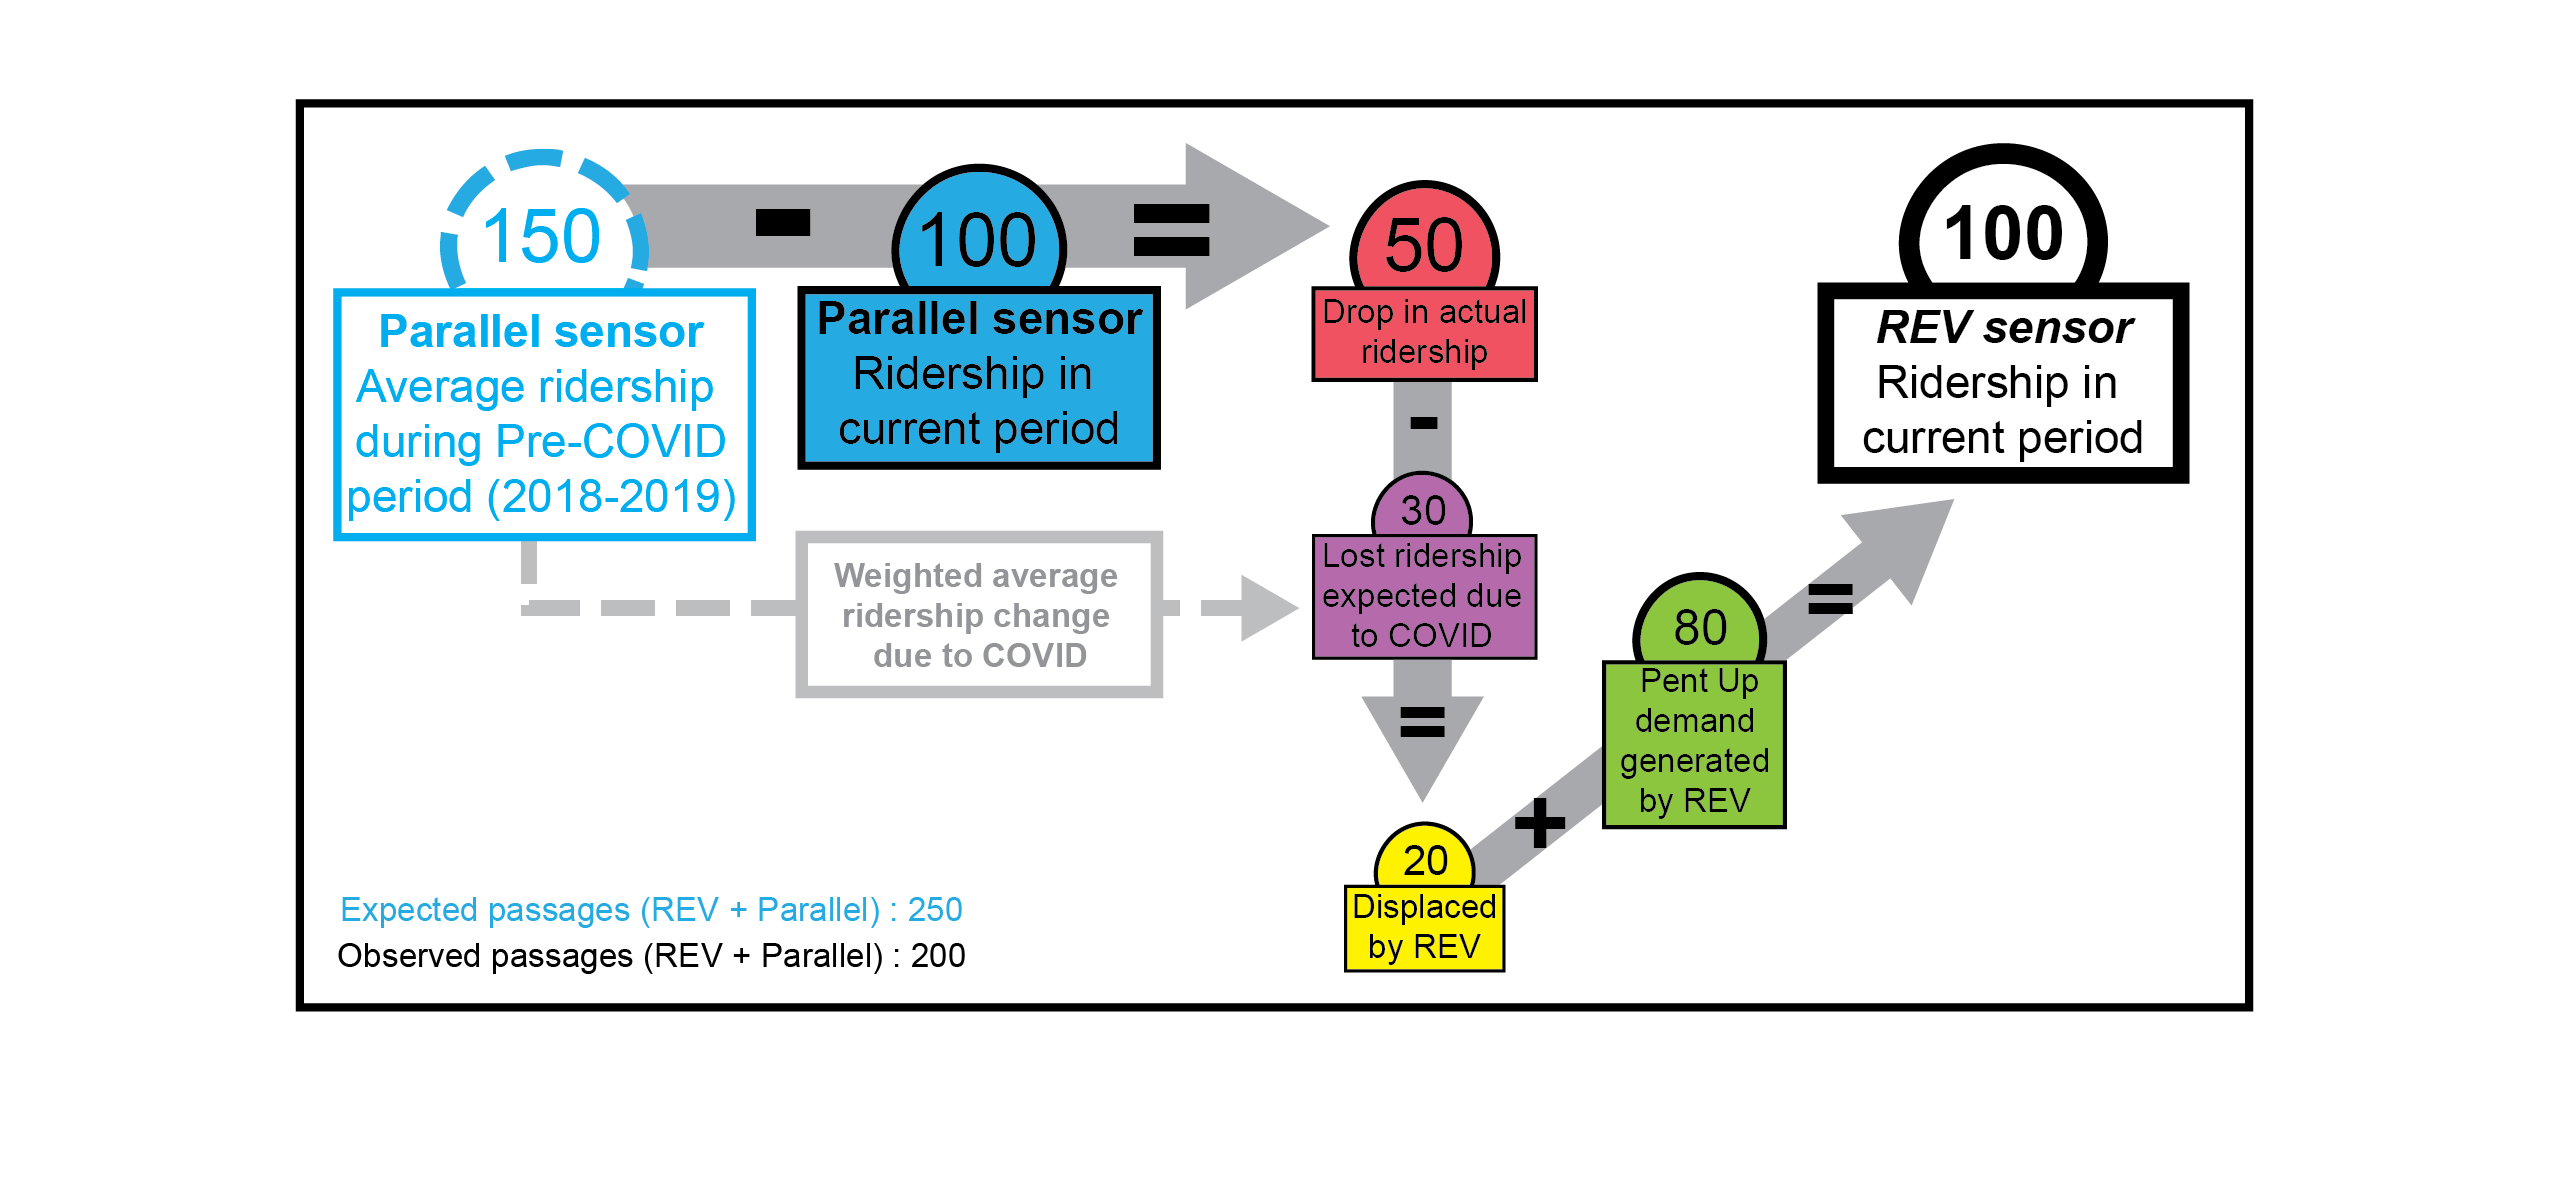 150
Parallel sensor
Average ridership
during Pre-COVID
period (2018-2019)
-
100
Parallel sensor
Ridership in
current period
=
50
Drop in actual
ridership
-
Weighted average
ridership change
due to COVID
30
Lost ridership
expected due
to COVID
=
20
Displaced
by REV
+
80
Pent Up
demand
generated
by REV
=
100
REV sensor
Ridership in
current period
Expected passages (REV + Parallel) : 250
Observed passages (REV + Parallel) : 200